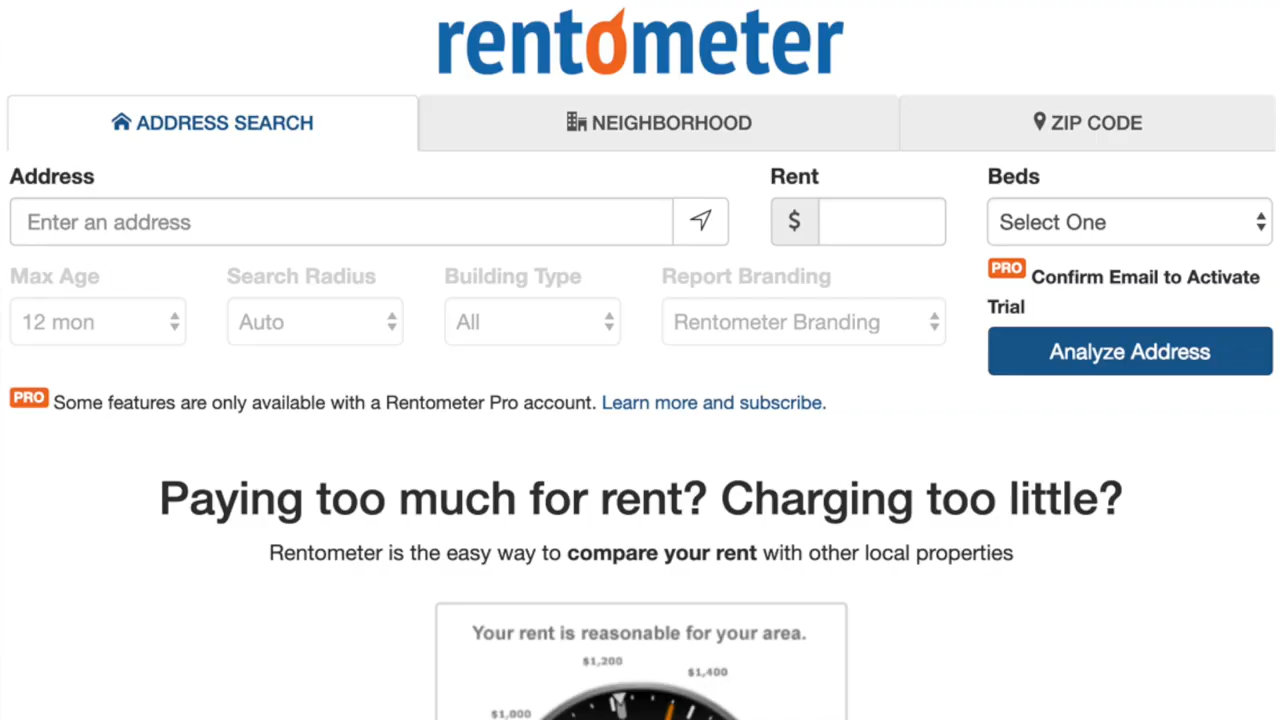 rentometer
ADDRESS SEARCH
NEIGHBORHOOD
ZIP CODE
Address
Rent
Beds
Enter an address
$
Select One
Max Age
Search Radius
Building Type
Report Branding
PRO Confirm Email to Activate
Trial
12 mon
Auto
All
Rentometer Branding
Analyze Address
PRO Some features are only available with a Rentometer Pro account. Learn more and subscribe.
Paying too much for rent? Charging too little?
Rentometer is the easy way to compare your rent with other local properties
Your rent is reasonable for your area.
$1,200
$1,400
$1,000